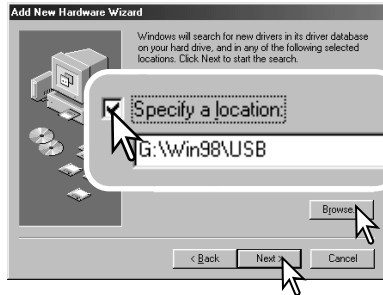 Add New Hardware Wizard
Windows will search for new drivers in its driver database
on your hard drive, and in any of the following selected
locations. Click Next to start the search.
Specify a location:
G:\Win98\USB
Browse...
< Back
Next >
Cancel